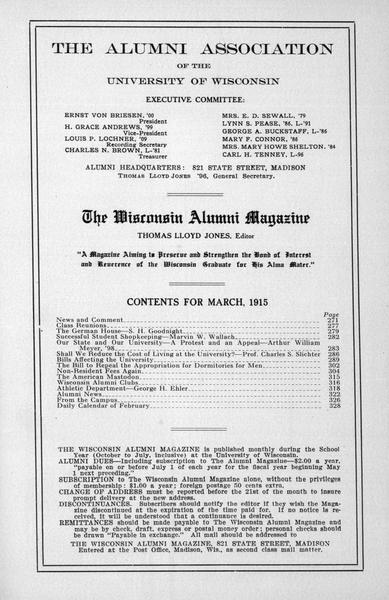 THE ALUMNI ASSOCIATION
OF THE
UNIVERSITY OF WISCONSIN
EXECUTIVE COMMITTEE:
ERNST VON BRIESEN, '00
President
H. GRACE ANDREWS, '99
Vice-President
LOUIS P. LOCHNER, '09
Recording Secretary
CHARLES N. BROWN, L-'81
Treasurer
MRS. E. D. SEWALL, '79
LYNN S. PEASE, '86, L-'91
GEORGE A. BUCKSTAFF, L-'86
MARY F. CONNOR, '86
MRS. MARY HOWE SHELTON, '84
CARL H. TENNEY, L-96
ALUMNI HEADQUARTERS: 821 STATE STREET, MADISON
THOMAS LLOYD JONES '96, General Secretary.
The Wisconsin Alumni Magazine
THOMAS LLOYD JONES, Editor
"A Magazine Aiming to Preserve and Strengthen the Bond of Interest
and Reverence of the Wisconsin Graduate for His Alma Mater."
CONTENTS FOR MARCH, 1915
Page
News and Comment 271
Class Reunions 277
The German House—S. H. Goodnight 279
Successful Student Shopkeeping—Marvin W. Wallach 282
Our State and Our University—A Protest and an Appeal—Arthur William
Meyer, '98 283
Shall We Reduce the Cost of Living at the University?—Prof. Charles S. Slichter 286
Bills Affecting the University 289
The Bill to Repeal the Appropriation for Dormitories for Men 302
Non-Resident Fees Again 304
The American Mastodon 315
Wisconsin Alumni Clubs 316
Athletic Department—George H. Ehler 318
Alumni News 322
From the Campus 326
Daily Calendar of February 328
THE WISCONSIN ALUMNI MAGAZINE is published monthly during the School
Year (October to July, inclusive) at the University of Wisconsin.
ALUMNI DUES—Including subscription to The Alumni Magazine—$2.00 a year,
"payable on or before July 1 of each year for the fiscal year beginning May
1 next preceding."
SUBSCRIPTION to The Wisconsin Alumni Magazine alone, without the privileges
of membership: $1.00 a year; foreign postage 50 cents extra.
CHANGE OF ADDRESS must be reported before the 21st of the month to insure
prompt delivery at the new address.
DISCONTINUANCES. Subscribers should notify the editor if they wish the Magazine
discontinued at the expiration of the time paid for. If no notice is re-
ceived, it will be understood that a continuance is desired.
REMITTANCES should be made payable to The Wisconsin Alumni Magazine and
may be by check, draft, express or postal money order; personal checks should
be drawn "Payable in exchange." All mail should be addressed to
THE WISCONSIN ALUMNI MAGAZINE, 821 STATE STREET, MADISON
Entered at the Post Office, Madison, Wis., as second class mail matter.